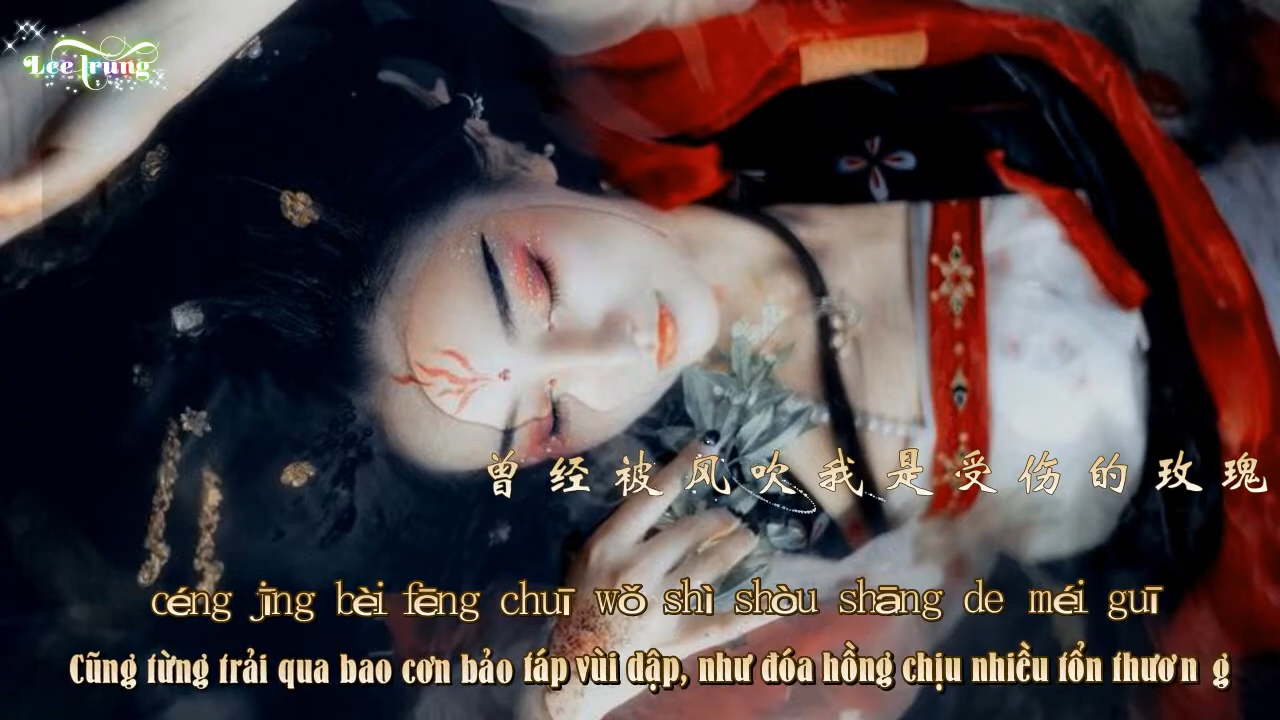 Lee Trung
曾经被风吹我是受伤的玫瑰
céng jīng bèi fēng chuī wǒ shì shòu shāng de méi guī
Cũng từng trải qua bao cơn bảo táp vùi dập, như đóa hồng chịu nhiều tổn thươn g